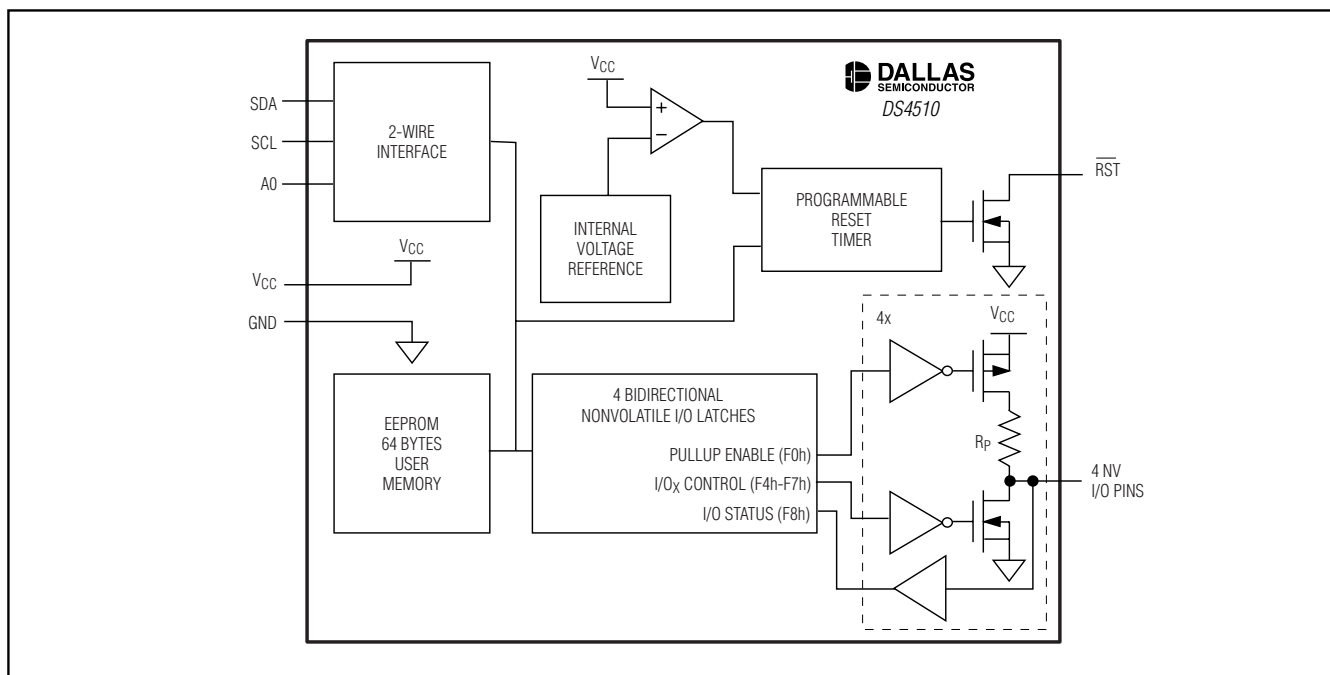 DALLAS
SEMICONDUCTOR
DS4510
SDA
SCL
A0
2-WIRE
INTERFACE
VCC
+
−
INTERNAL
VOLTAGE
REFERENCE
PROGRAMMABLE
RESET
TIMER
RST
VCC
VCC
GND
EEPROM
64 BYTES
USER
MEMORY
4 BIDIRECTIONAL
NONVOLATILE I/O LATCHES
PULLUP ENABLE (F0h)
I/OX CONTROL (F4h-F7h)
I/O STATUS (F8h)
4x
VCC
RP
4 NV
I/O PINS